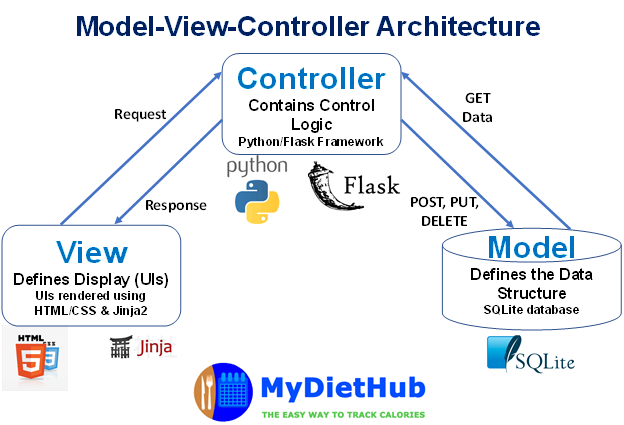 Model-View-Controller Architecture
Controller
Contains Control
Logic
Python/Flask Framework
Request
GET
Data
python
Flask
Response
POST, PUT,
DELETE
View
Defines Display (UIs)
UIs rendered using
HTML/CSS & Jinja2
Model
Defines the Data
Structure
SQLite database
HTML
5
CSS
3
Jinja
SQLite
MyDietHub
THE EASY WAY TO TRACK CALORIES